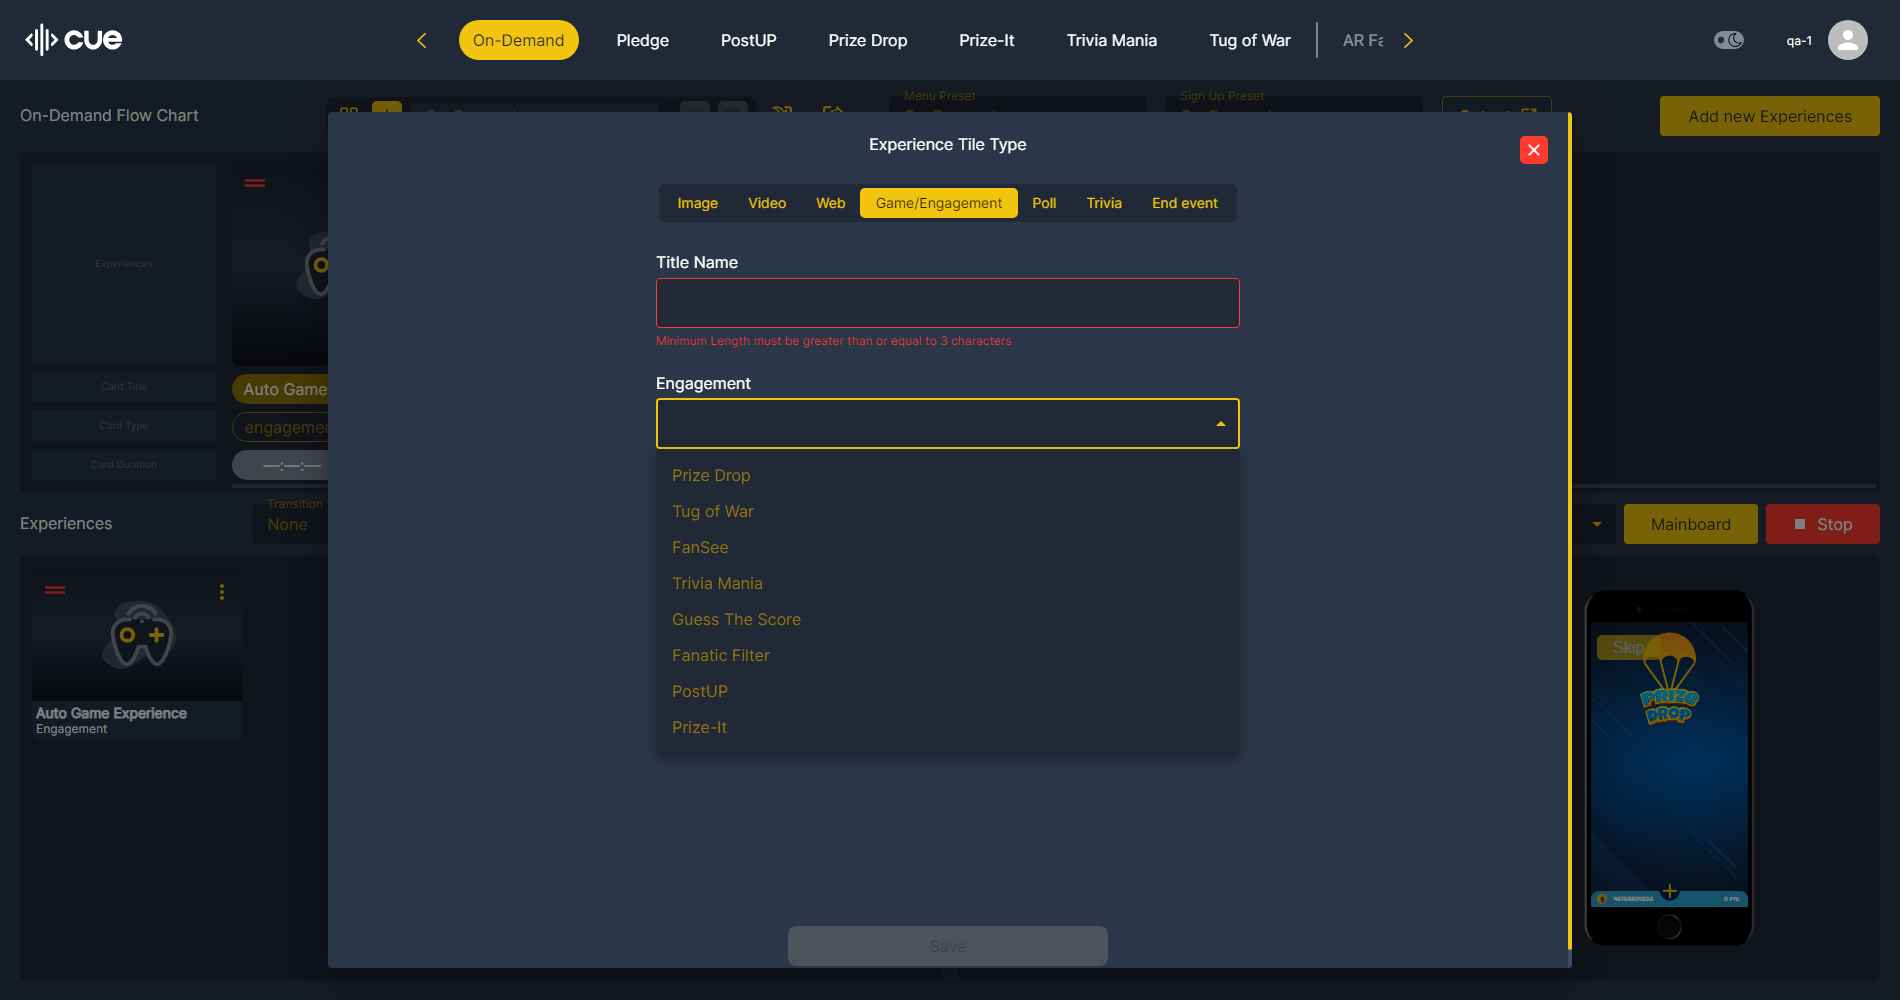 cue
On-Demand
Pledge
PostUP
Prize Drop
Prize-It
Trivia Mania
Tug of War
AR Fa
qa-1
On-Demand Flow Chart
Menu Preset
Sign Up Preset
Add new Experiences
Experience Tile Type
Image
Video
Web
Game/Engagement
Poll
Trivia
End event
Experiences
Title Name
Minimum Length must be greater than or equal to 3 characters
Card Title
Auto Game
Engagement
Card Type
engagemen
Card Duration
—:—:—
Prize Drop
Tug of War
FanSee
Trivia Mania
Guess The Score
Fanatic Filter
PostUP
Prize-It
Experiences
Transition
None
Mainboard
Stop
Auto Game Experience
Engagement
Skip
PRIZE
DROP
0 PTS.
Save